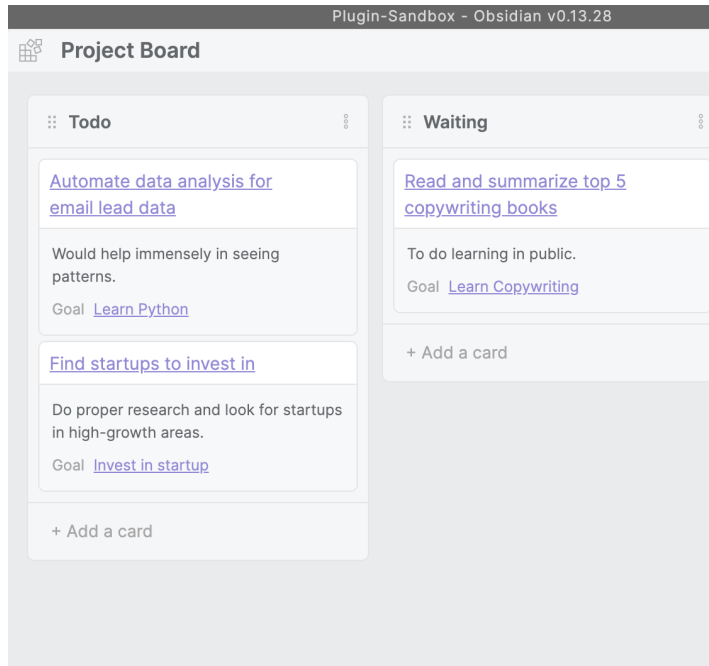 Plugin-Sandbox - Obsidian v0.13.28
Project Board
Todo
Automate data analysis for
email lead data
Would help immensely in seeing
patterns.
Goal Learn Python
Find startups to invest in
Do proper research and look for startups
in high-growth areas.
Goal Invest in startup
+ Add a card
Waiting
Read and summarize top 5
copywriting books
To do learning in public.
Goal Learn Copywriting
+ Add a card